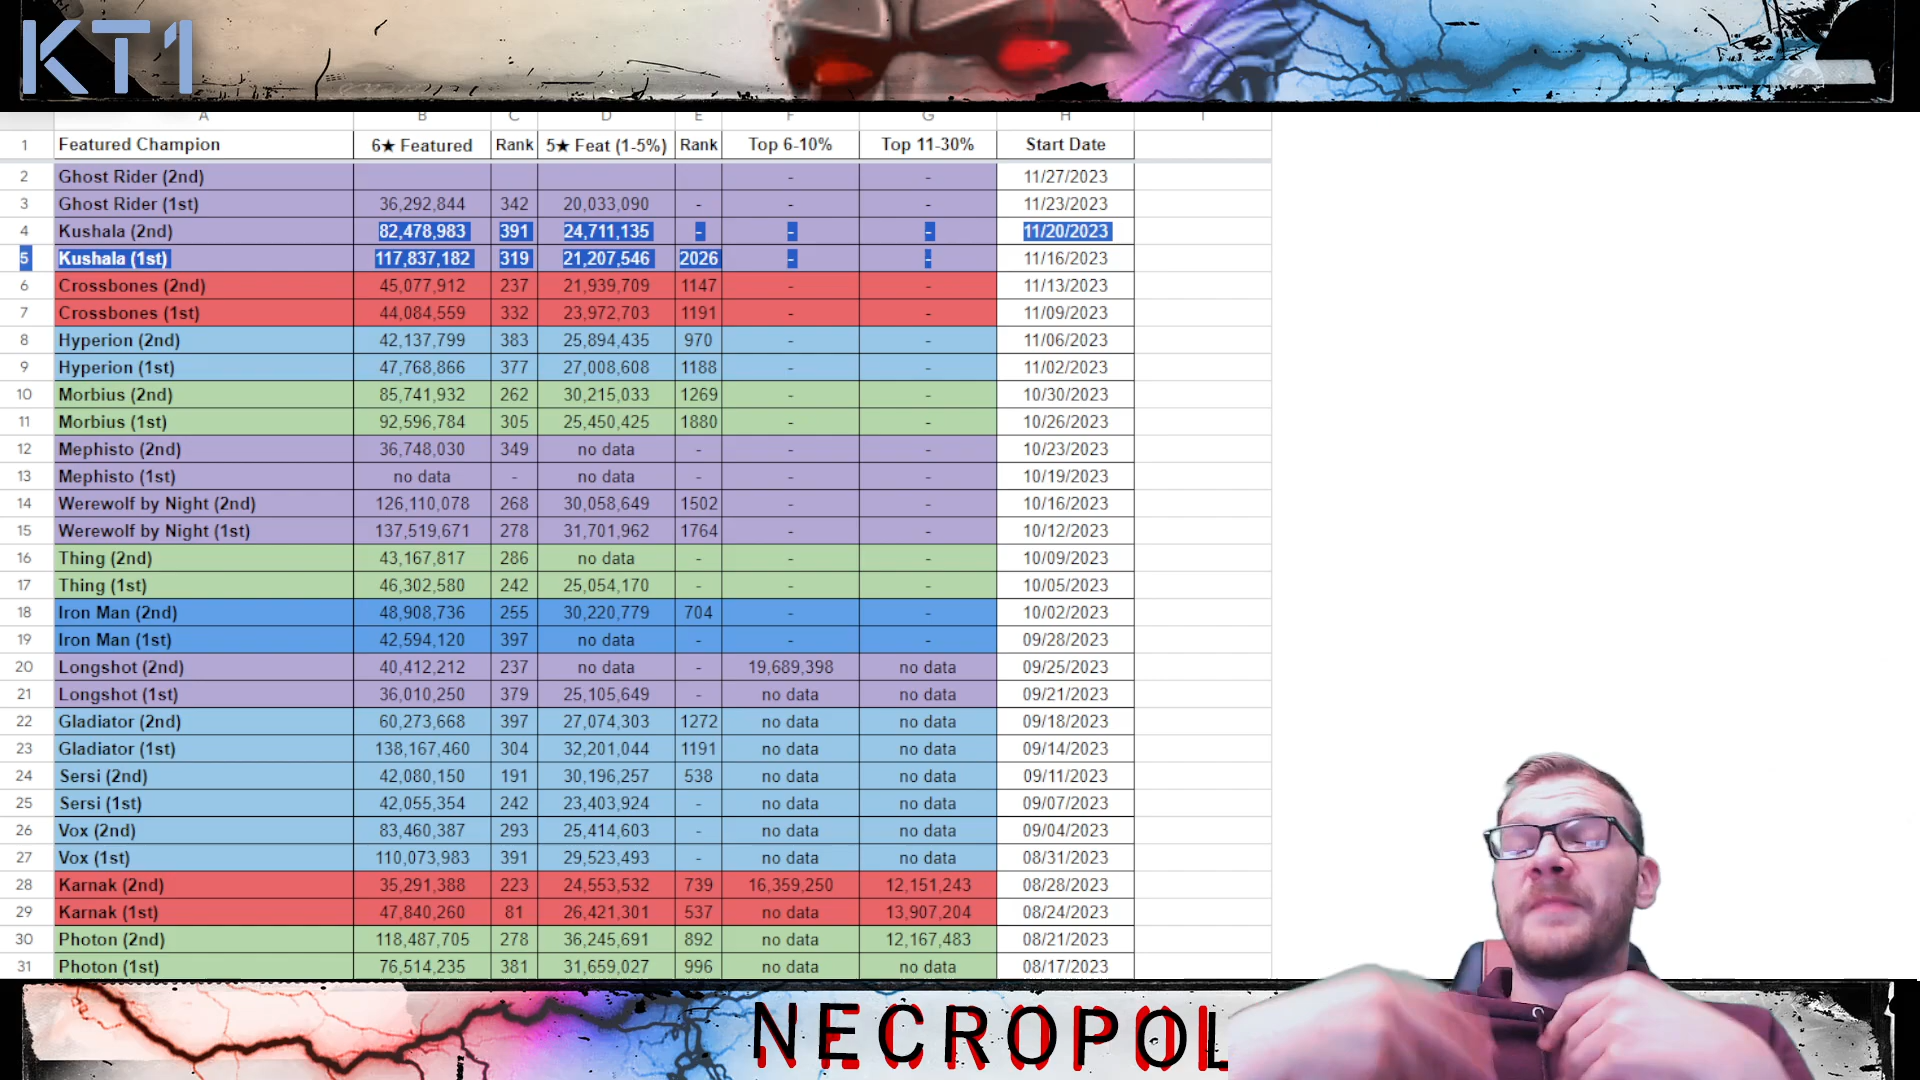 KT1
A B C D E F G H I
1 Featured Champion 6★ Featured Rank 5★ Feat (1-5%) Rank Top 6-10% Top 11-30% Start Date
2 Ghost Rider (2nd) - - 11/27/2023
3 Ghost Rider (1st) 36,292,844 342 20,033,090 - - - 11/23/2023
4 Kushala (2nd) 82,478,983 391 24,711,135 - - - 11/20/2023
5 Kushala (1st) 117,837,182 319 21,207,546 2026 - - 11/16/2023
6 Crossbones (2nd) 45,077,912 237 21,939,709 1147 - - 11/13/2023
7 Crossbones (1st) 44,084,559 332 23,972,703 1191 - - 11/09/2023
8 Hyperion (2nd) 42,137,799 383 25,894,435 970 - - 11/06/2023
9 Hyperion (1st) 47,768,866 377 27,008,608 1188 - - 11/02/2023
10 Morbius (2nd) 85,741,932 262 30,215,033 1269 - - 10/30/2023
11 Morbius (1st) 92,596,784 305 25,450,425 1880 - - 10/26/2023
12 Mephisto (2nd) 36,748,030 349 no data - - - 10/23/2023
13 Mephisto (1st) no data - no data - - - 10/19/2023
14 Werewolf by Night (2nd) 126,110,078 268 30,058,649 1502 - - 10/16/2023
15 Werewolf by Night (1st) 137,519,671 278 31,701,962 1764 - - 10/12/2023
16 Thing (2nd) 43,167,817 286 no data - - - 10/09/2023
17 Thing (1st) 46,302,580 242 25,054,170 - - - 10/05/2023
18 Iron Man (2nd) 48,908,736 255 30,220,779 704 - - 10/02/2023
19 Iron Man (1st) 42,594,120 397 no data - - - 09/28/2023
20 Longshot (2nd) 40,412,212 237 no data - 19,689,398 no data 09/25/2023
21 Longshot (1st) 36,010,250 379 25,105,649 - no data no data 09/21/2023
22 Gladiator (2nd) 60,273,668 397 27,074,303 1272 no data no data 09/18/2023
23 Gladiator (1st) 138,167,460 304 32,201,044 1191 no data no data 09/14/2023
24 Sersi (2nd) 42,080,150 191 30,196,257 538 no data no data 09/11/2023
25 Sersi (1st) 42,055,354 242 23,403,924 - no data no data 09/07/2023
26 Vox (2nd) 83,460,387 293 25,414,603 - no data no data 09/04/2023
27 Vox (1st) 110,073,983 391 29,523,493 - no data no data 08/31/2023
28 Karnak (2nd) 35,291,388 223 24,553,532 739 16,359,250 12,151,243 08/28/2023
29 Karnak (1st) 47,840,260 81 26,421,301 537 no data 13,907,204 08/24/2023
30 Photon (2nd) 118,487,705 278 36,245,691 892 no data 12,167,483 08/21/2023
31 Photon (1st) 76,514,235 381 31,659,027 996 no data no data 08/17/2023
NECROPOL